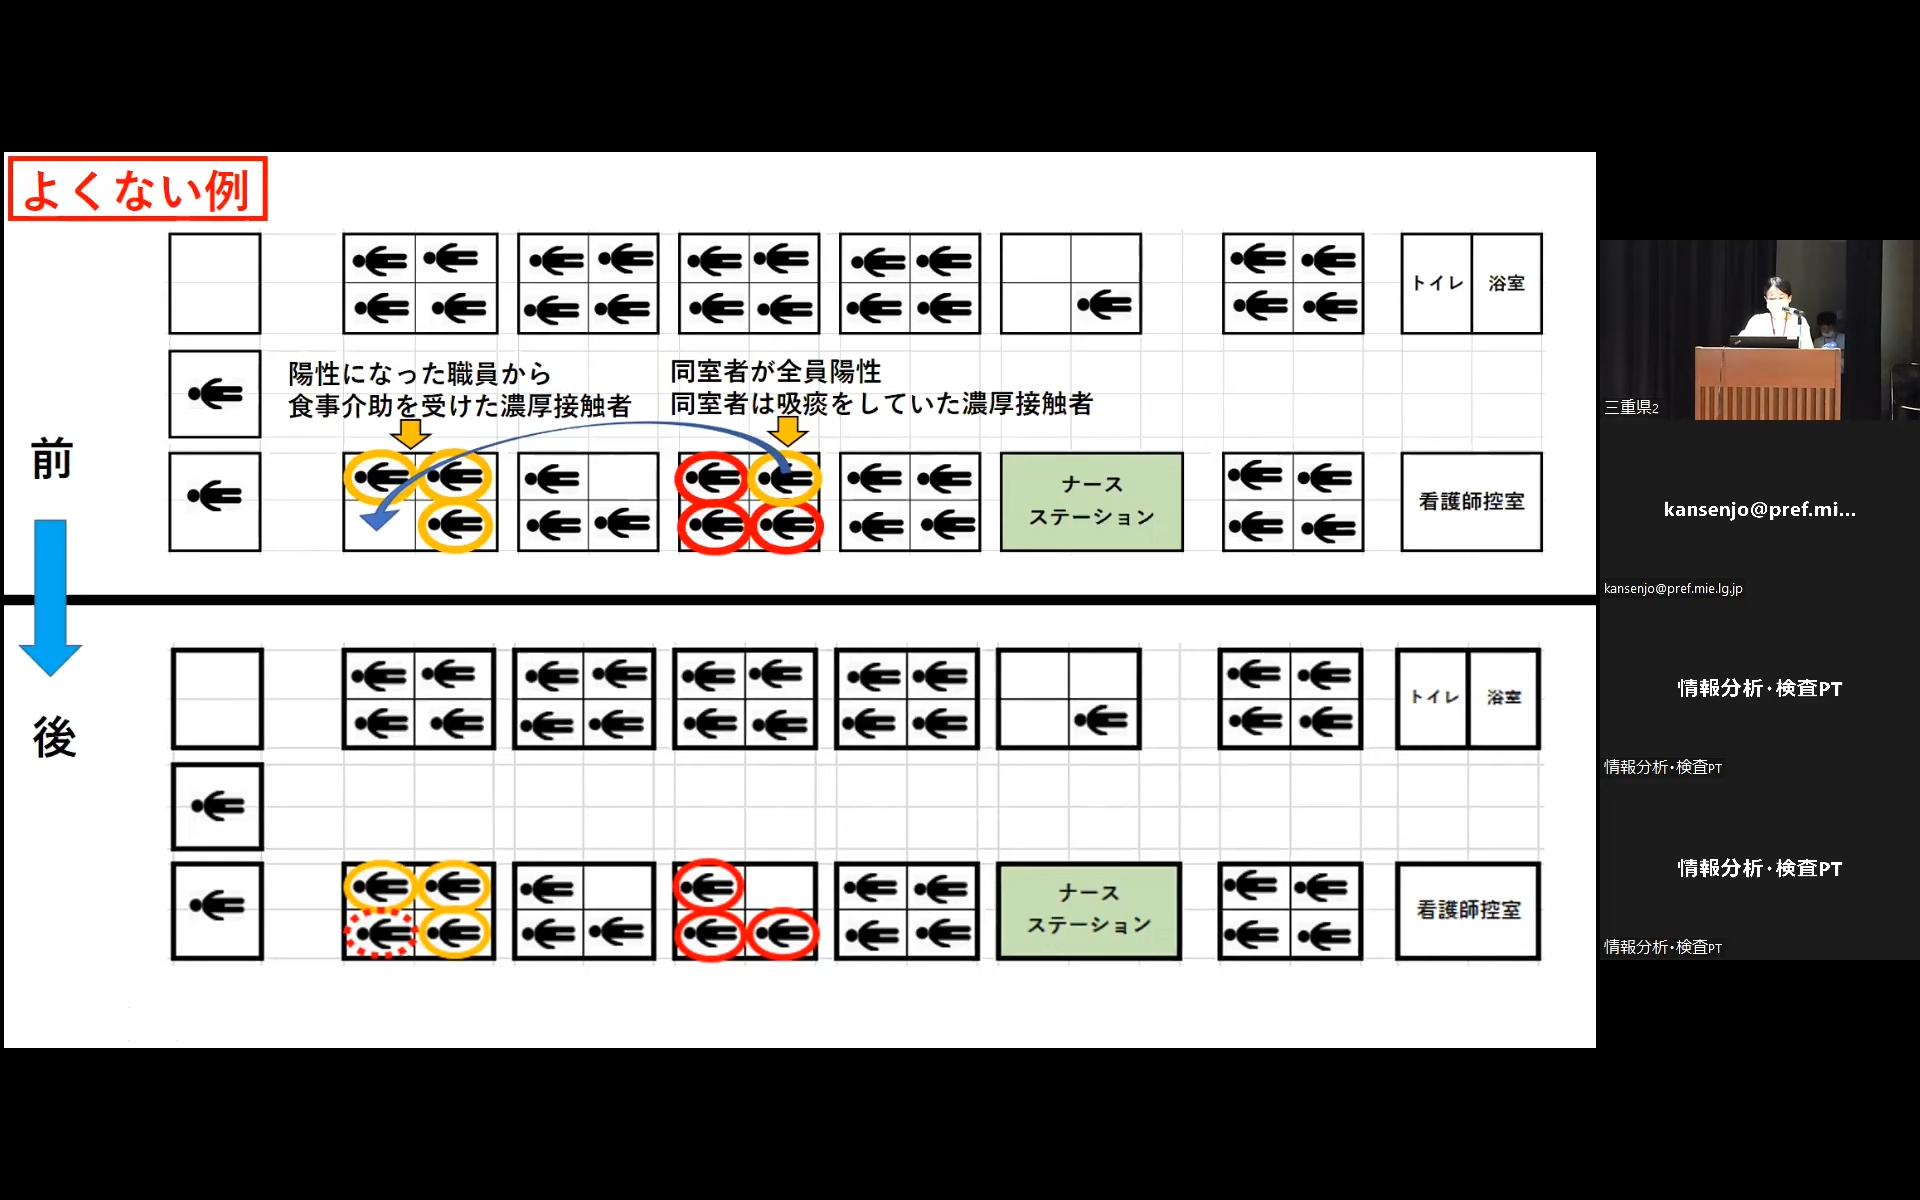 よくない例
トイレ
浴室
陽性になった職員から
食事介助を受けた濃厚接触者
同室者が全員陽性
同室者は吸痰をしていた濃厚接触者
前
ナース
ステーション
看護師控室
後
トイレ
浴室
ナース
ステーション
看護師控室
三重県2
kansenjo@pref.mi...
kansenjo@pref.mie.lg.jp
情報分析・検査PT
情報分析・検査PT
情報分析・検査PT
情報分析・検査PT